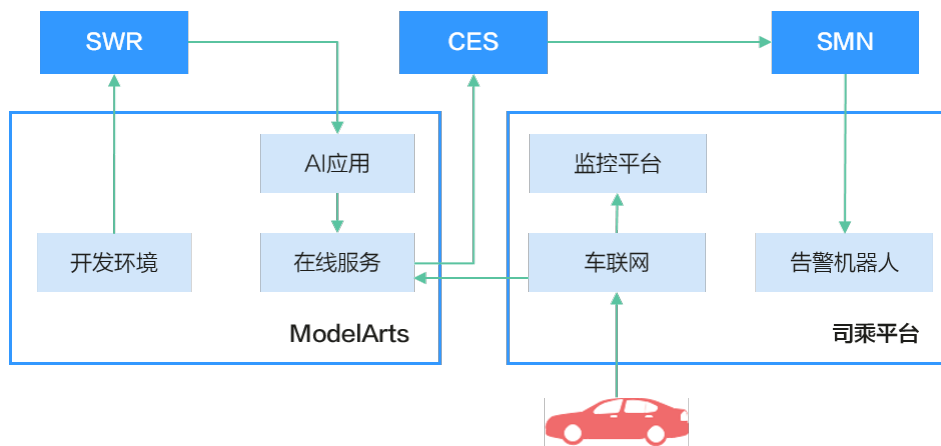 SWR
CES
SMN
AI应用
监控平台
开发环境
在线服务
车联网
告警机器人
ModelArts
司乘平台